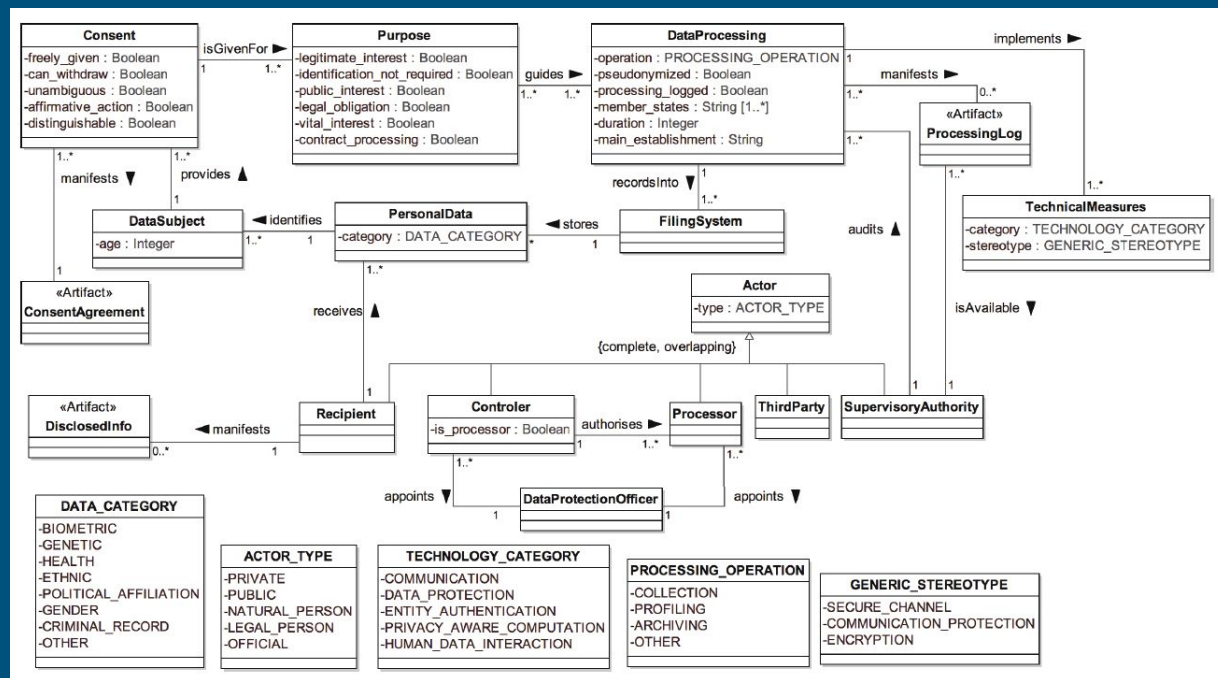 Consent
-freely_given : Boolean
-can_withdraw : Boolean
-unambiguous : Boolean
-affirmative_action : Boolean
-distinguishable : Boolean
isGivenFor ►
1
1..*
Purpose
-legitimate_interest : Boolean
-identification_not_required : Boolean
-public_interest : Boolean
-legal_obligation : Boolean
-vital_interest : Boolean
-contract_processing : Boolean
guides ►
1..*
1..*
DataProcessing
-operation : PROCESSING_OPERATION
-pseudonymized : Boolean
-processing_logged : Boolean
-member_states : String [1..*]
-duration : Integer
-main_establishment : String
implements ►
1
manifests ►
1..*
0..*
1..*
«Artifact»
ProcessingLog
1..*
1..*
1..*
manifests ▼
provides ▲
1
1
recordsInto ▼
1..*
1..*
TechnicalMeasures
-category : TECHNOLOGY_CATEGORY
-stereotype : GENERIC_STEREOTYPE
DataSubject
-age : Integer
◄ identifies
1..*
1
PersonalData
-category : DATA_CATEGORY
◄ stores
*
1
FilingSystem
audits ▲
1
«Artifact»
ConsentAgreement
1..*
receives ▲
Actor
-type : ACTOR_TYPE
isAvailable ▼
{complete, overlapping}
1
1
1
«Artifact»
DisclosedInfo
◄ manifests
0..*
1
Recipient
Controler
-is_processor : Boolean
authorises ►
1
1..*
Processor
ThirdParty
SupervisoryAuthority
1..*
1..*
appoints ▼
1
DataProtectionOfficer
1
appoints ▼
DATA_CATEGORY
-BIOMETRIC
-GENETIC
-HEALTH
-ETHNIC
-POLITICAL_AFFILIATION
-GENDER
-CRIMINAL_RECORD
-OTHER
ACTOR_TYPE
-PRIVATE
-PUBLIC
-NATURAL_PERSON
-LEGAL_PERSON
-OFFICIAL
TECHNOLOGY_CATEGORY
-COMMUNICATION
-DATA_PROTECTION
-ENTITY_AUTHENTICATION
-PRIVACY_AWARE_COMPUTATION
-HUMAN_DATA_INTERACTION
PROCESSING_OPERATION
-COLLECTION
-PROFILING
-ARCHIVING
-OTHER
GENERIC_STEREOTYPE
-SECURE_CHANNEL
-COMMUNICATION_PROTECTION
-ENCRYPTION